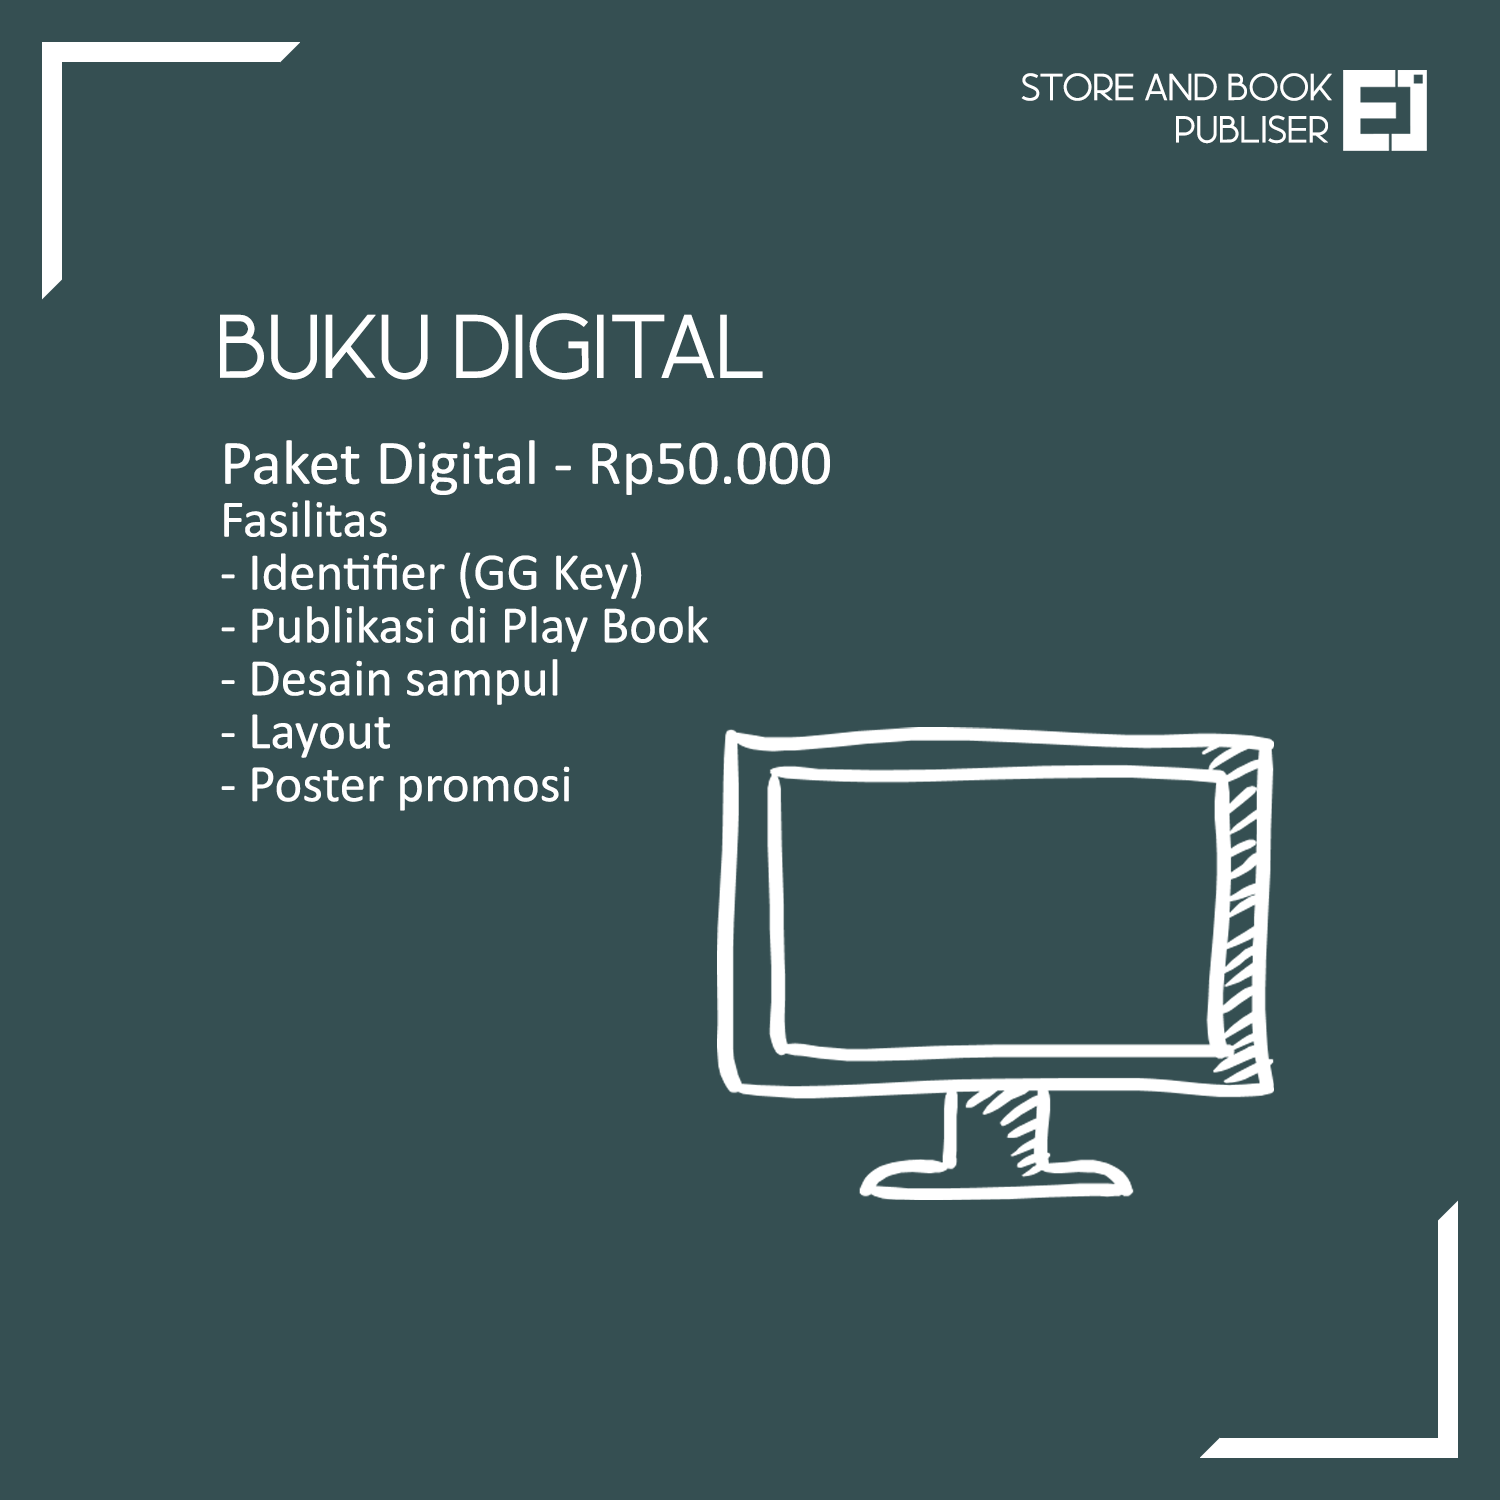 STORE AND BOOK
PUBLISER
EJ
BUKU DIGITAL
Paket Digital - Rp50.000
Fasilitas
- Identifier (GG Key)
- Publikasi di Play Book
- Desain sampul
- Layout
- Poster promosi